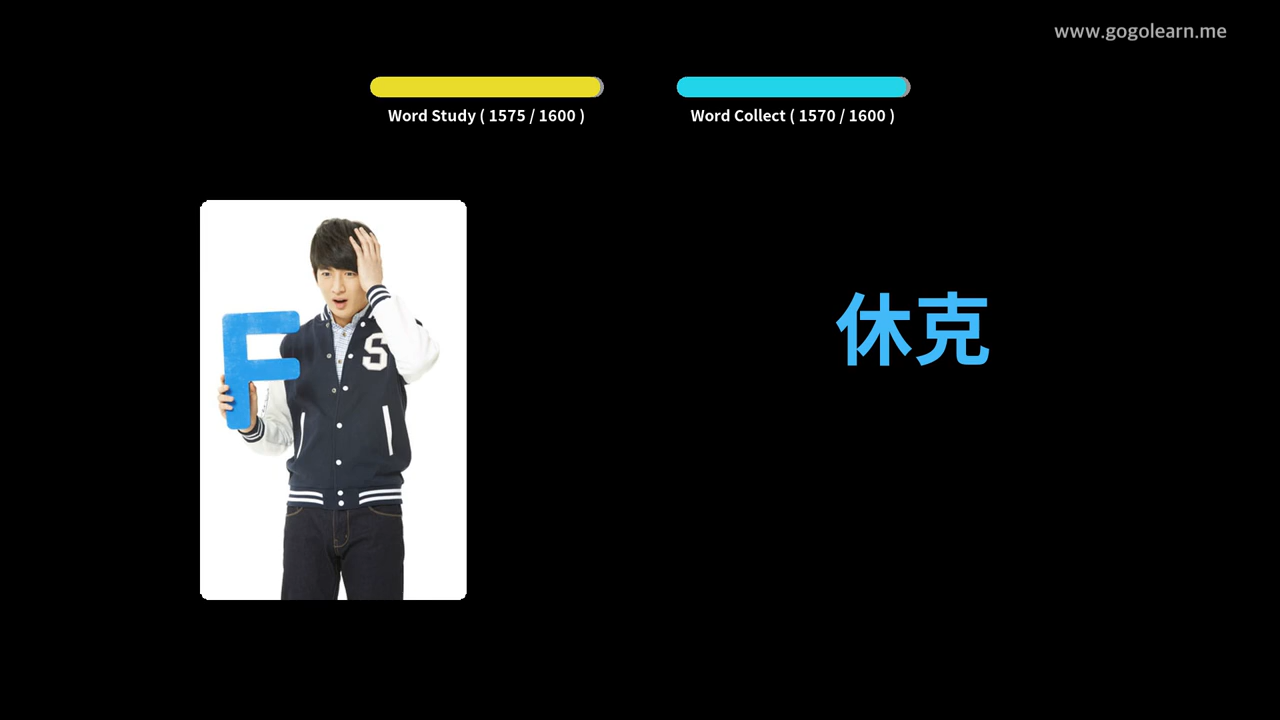 www.gogolearn.me
Word Study ( 1575 / 1600 )
Word Collect ( 1570 / 1600 )
F
S
休克